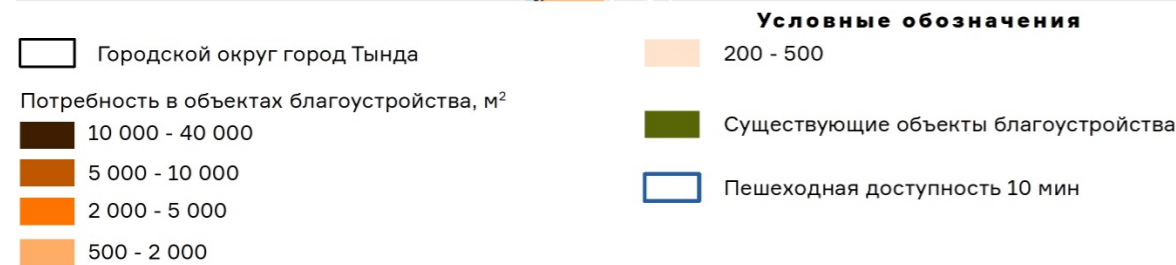 Условные обозначения
Городской округ город Тында
Потребность в объектах благоустройства, м²
10 000 - 40 000
5 000 - 10 000
2 000 - 5 000
500 - 2 000
200 - 500
Существующие объекты благоустройства
Пешеходная доступность 10 мин